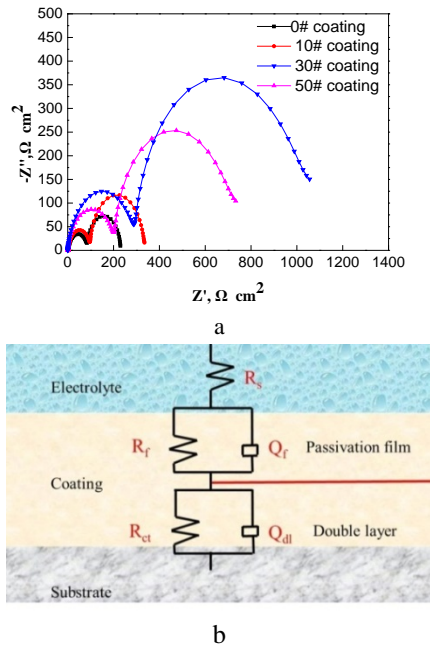 500
450
400
350
300
250
200
150
100
50
0
-Z'',Ω cm2
0 200 400 600 800 1000 1200 1400
Z', Ω cm2
0# coating
10# coating
30# coating
50# coating
a
Electrolyte
Rs
Rf
Qf
Passivation film
Coating
Rct
Qdl
Double layer
Substrate
b